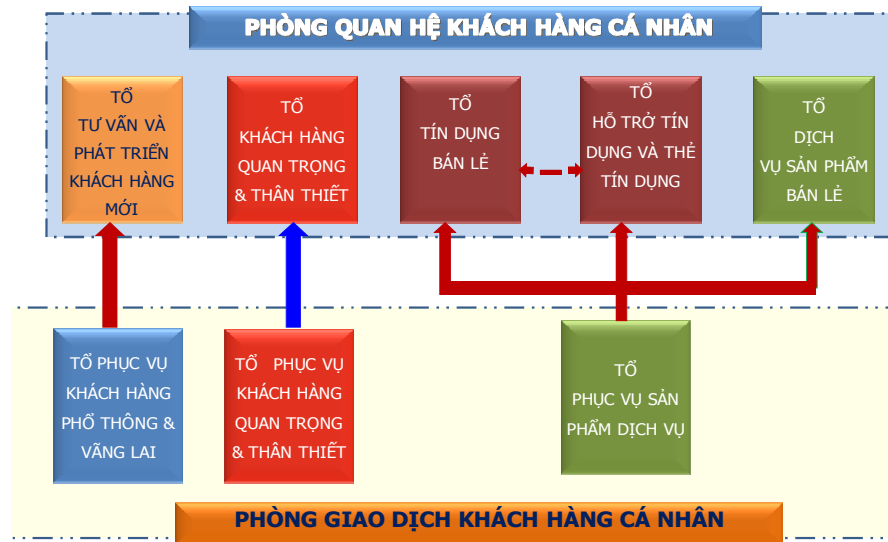 PHÒNG QUAN HỆ KHÁCH HÀNG CÁ NHÂN
TỔ
TƯ VẤN VÀ
PHÁT TRIỂN
KHÁCH HÀNG
MỚI
TỔ
KHÁCH HÀNG
QUAN TRỌNG
& THÂN THIẾT
TỔ
TÍN DỤNG
BÁN LẺ
TỔ
HỖ TRỞ TÍN
DỤNG VÀ THẺ
TÍN DỤNG
TỔ
DỊCH
VỤ SẢN PHẨM
BÁN LẺ
TỔ PHỤC VỤ
KHÁCH HÀNG
PHỔ THÔNG &
VÃNG LAI
TỔ PHỤC VỤ
KHÁCH HÀNG
QUAN TRỌNG
& THÂN THIẾT
TỔ
PHỤC VỤ SẢN
PHẨM DỊCH VỤ
PHÒNG GIAO DỊCH KHÁCH HÀNG CÁ NHÂN